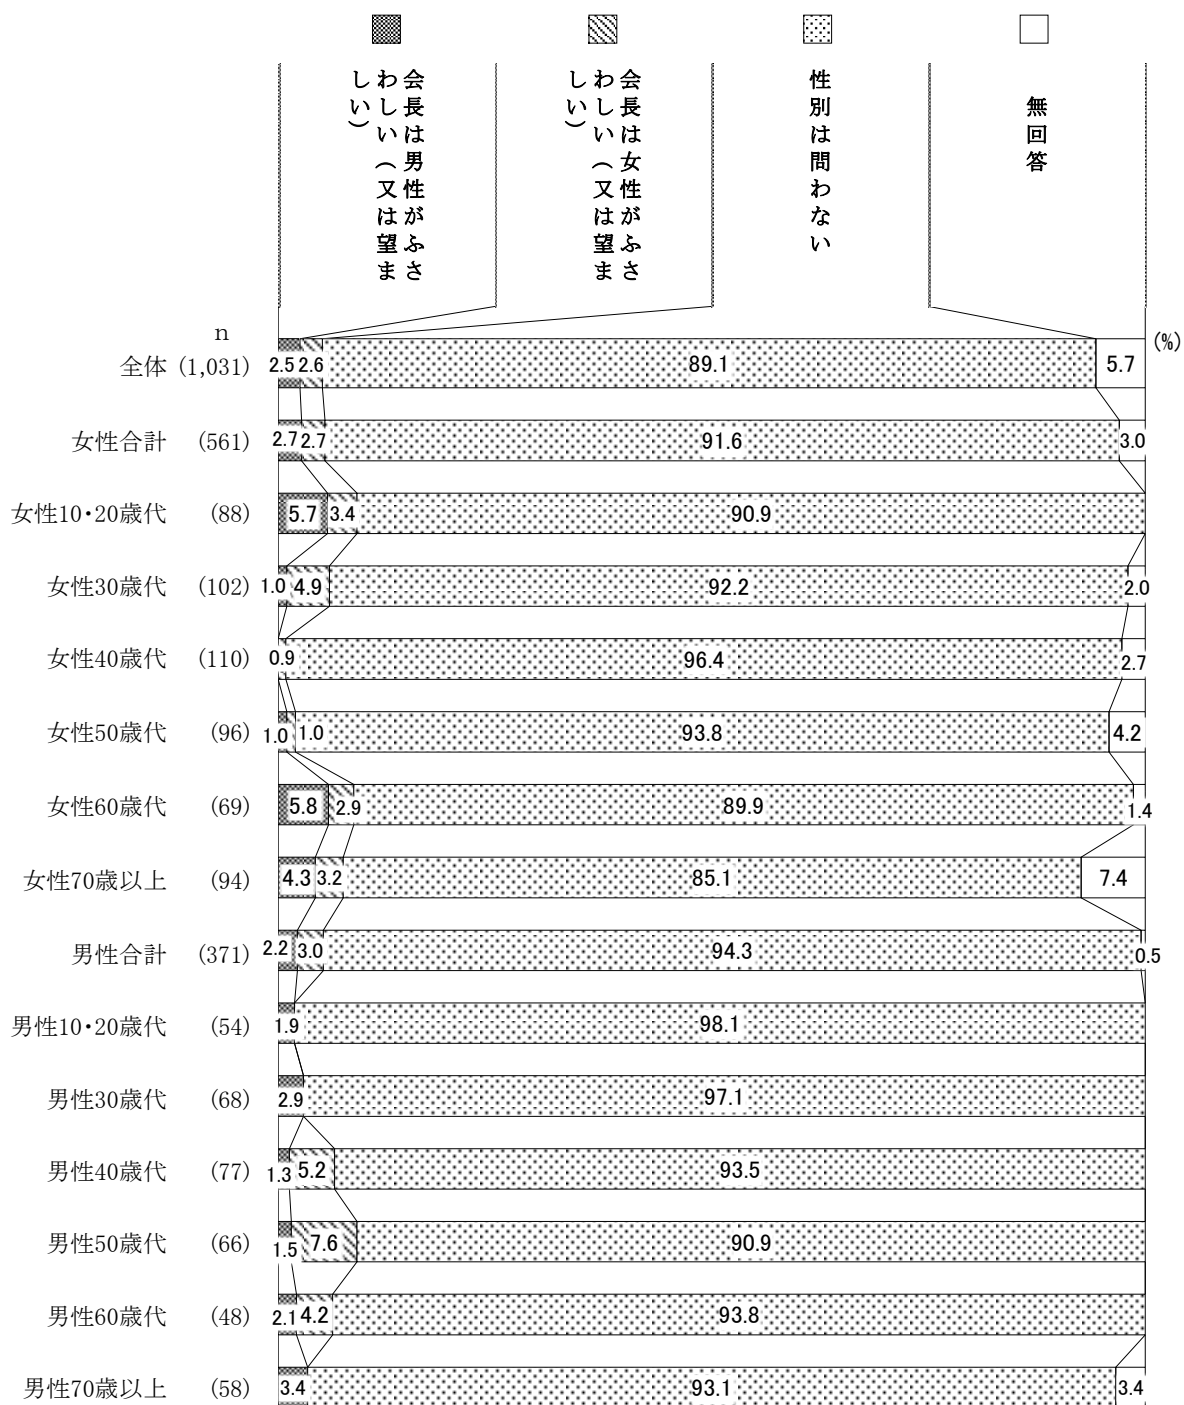 会長は男性がふさ
わしい（又は望ま
しい）
会長は女性がふさ
わしい（又は望ま
しい）
性別は問わない
無回答
n
(%)
全体 (1,031) 2.5 2.6 89.1 5.7
女性合計 (561) 2.7 2.7 91.6 3.0
女性10・20歳代 (88) 5.7 3.4 90.9
女性30歳代 (102) 1.0 4.9 92.2 2.0
女性40歳代 (110) 0.9 96.4 2.7
女性50歳代 (96) 1.0 1.0 93.8 4.2
女性60歳代 (69) 5.8 2.9 89.9 1.4
女性70歳以上 (94) 4.3 3.2 85.1 7.4
男性合計 (371) 2.2 3.0 94.3 0.5
男性10・20歳代 (54) 1.9 98.1
男性30歳代 (68) 2.9 97.1
男性40歳代 (77) 1.3 5.2 93.5
男性50歳代 (66) 1.5 7.6 90.9
男性60歳代 (48) 2.1 4.2 93.8
男性70歳以上 (58) 3.4 93.1 3.4